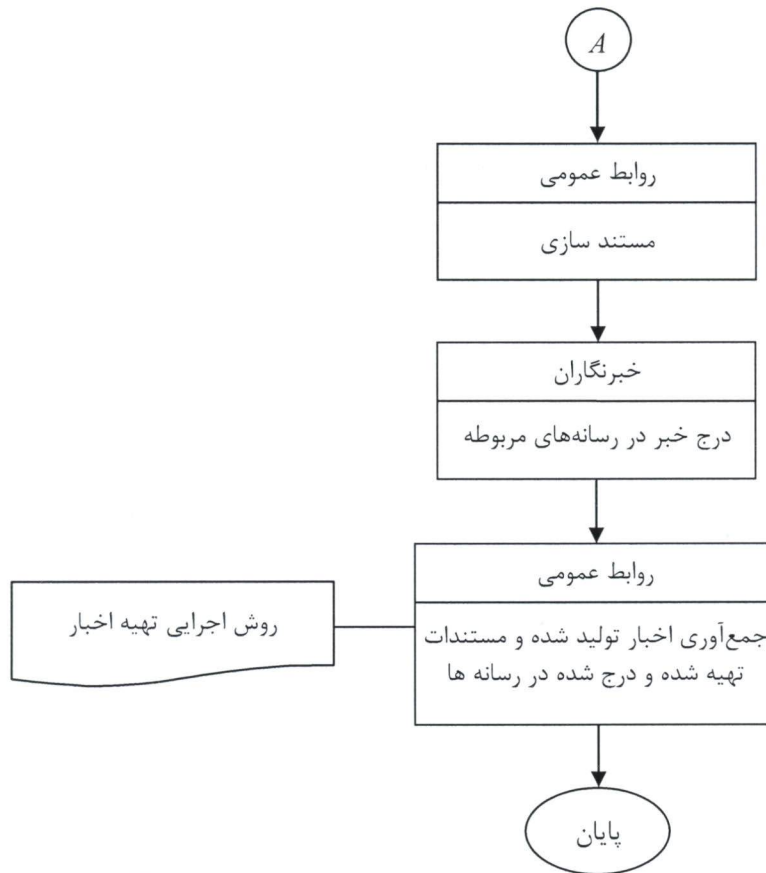 A
روابط عمومی
مستند سازی
خبرنگاران
درج خبر در رسانه‌های مربوطه
روابط عمومی
جمع‌آوری اخبار تولید شده و مستندات
تهیه شده و درج شده در رسانه ها
روش اجرایی تهیه اخبار
پایان